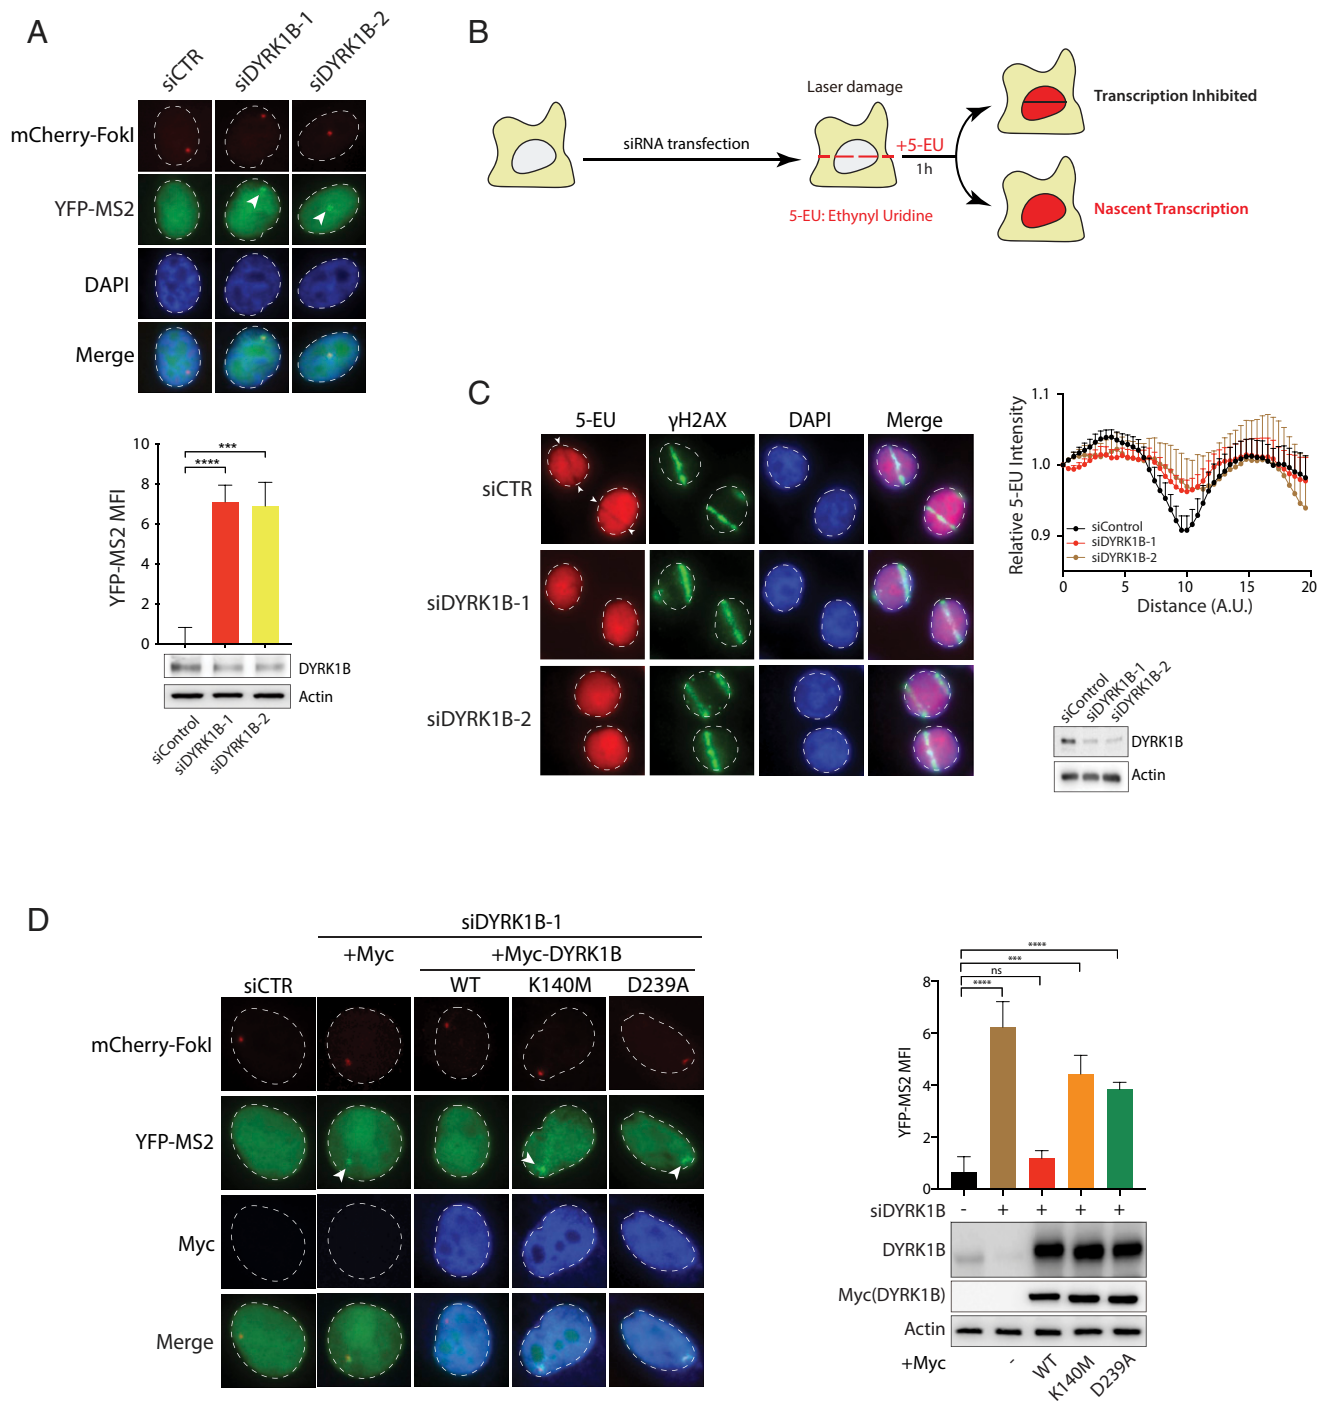 A
siCTR
siDYRK1B-1
siDYRK1B-2
mCherry-FokI
YFP-MS2
DAPI
Merge
YFP-MS2 MFI
10
8
6
4
2
0
****
***
DYRK1B
Actin
siControl
siDYRK1B-1
siDYRK1B-2
B
siRNA transfection
Laser damage
+5-EU
1h
5-EU: Ethynyl Uridine
Transcription Inhibited
Nascent Transcription
C
5-EU γH2AX DAPI Merge
siCTR
siDYRK1B-1
siDYRK1B-2
Relative 5-EU Intensity
1.1
1.0
0.9
siControl
siDYRK1B-1
siDYRK1B-2
0 5 10 15 20
Distance (A.U.)
siControl
siDYRK1B-1
siDYRK1B-2
DYRK1B
Actin
D
siDYRK1B-1
+Myc +Myc-DYRK1B
siCTR WT K140M D239A
mCherry-FokI
YFP-MS2
Myc
Merge
YFP-MS2 MFI
8
6
4
2
0
****
***
ns
****
siDYRK1B - + + + +
DYRK1B
Myc(DYRK1B)
Actin
+Myc - WT K140M D239A